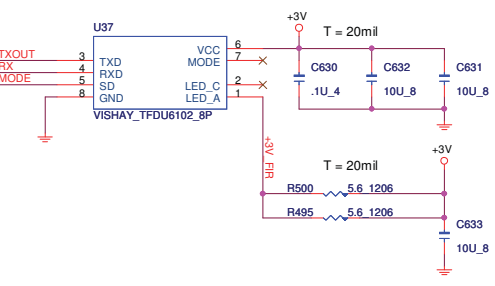 U37
+3V
T = 20mil
TXOUT
RX
MODE
3 TXD
4 RXD
5 SD
8 GND
VCC 6
MODE 7
LED_C 2
LED_A 1
VISHAY_TFDU6102_8P
C630
.1U_4
C632
10U_8
C631
10U_8
+3V_FIR
+3V
T = 20mil
R500 5.6_1206
R495 5.6_1206
C633
10U_8